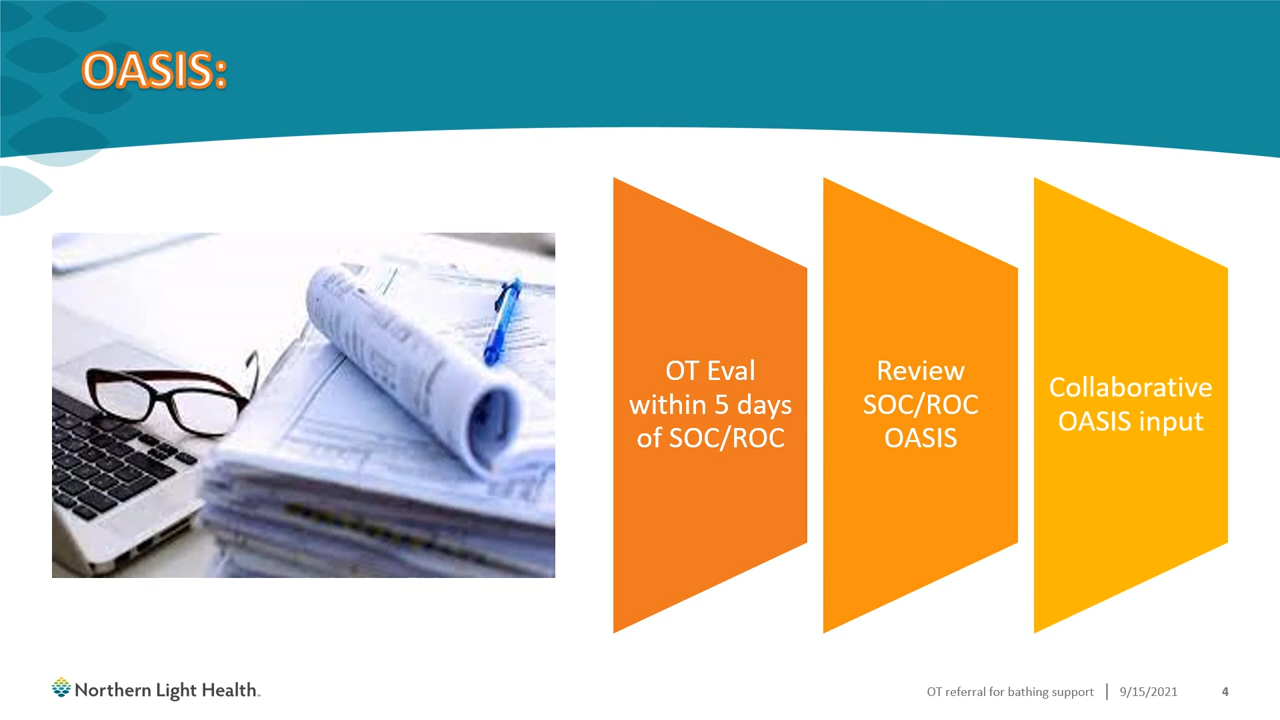 OASIS:
OT Eval
within 5 days
of SOC/ROC
Review
SOC/ROC
OASIS
Collaborative
OASIS input
Northern Light Health
OT referral for bathing support | 9/15/2021 4